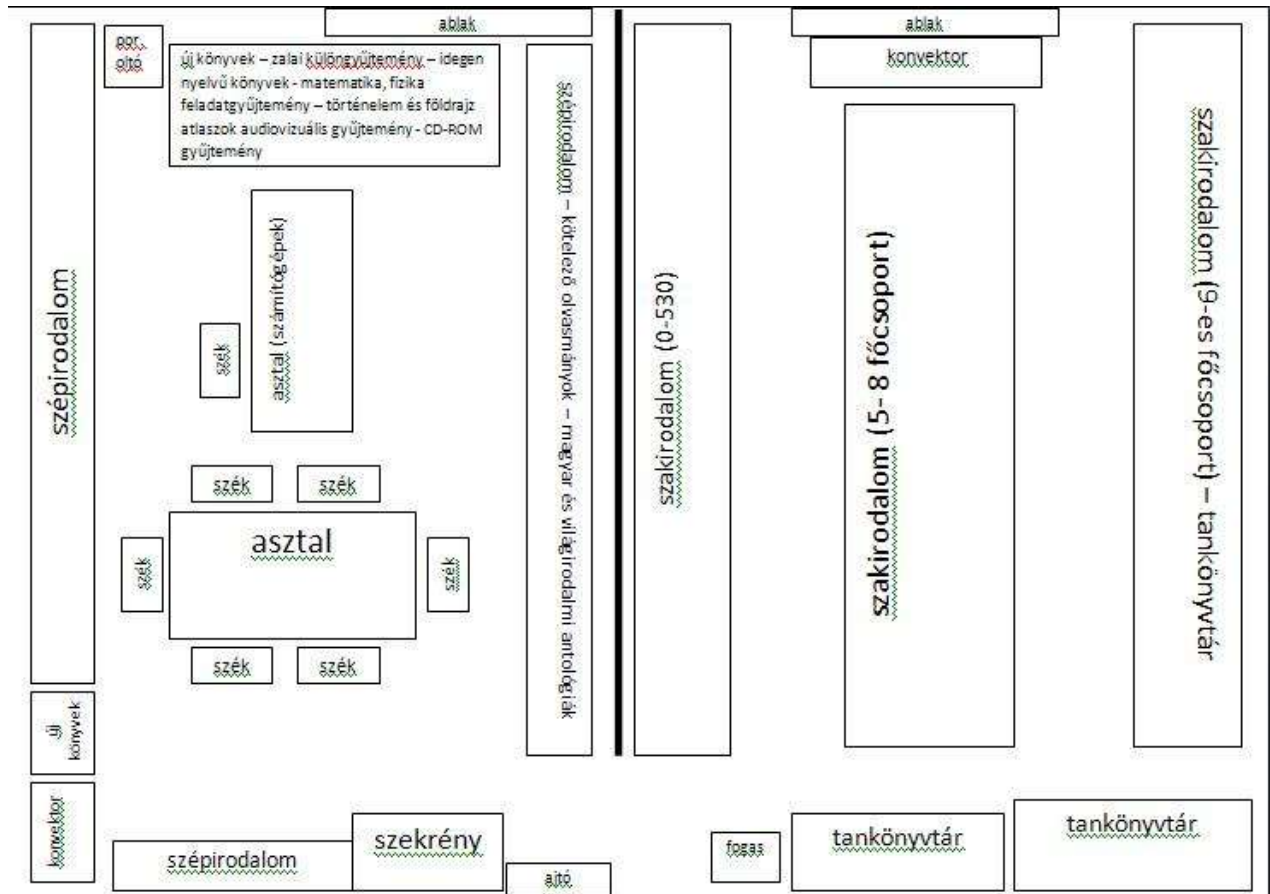 ablak
ablak
por.
oltó
új könyvek – zalai különgyűjtemény – idegen
nyelvű könyvek - matematika, fizika
feladatgyűjtemény – történelem és földrajz
atlaszok audiovizuális gyűjtemény - CD-ROM
gyűjtemény
konvektor
szépirodalom
asztal (számítógépek)
szék
szépirodalom – kötelező olvasmányok – magyar és világirodalmi antológiák
szakirodalom (0-530)
szakirodalom (5- 8 főcsoport)
szakirodalom (9-es főcsoport) – tankönyvtár
szék
szék
asztal
szék
szék
szék
szék
új
könyvek
konvektor
szépirodalom
szekrény
ajtó
fogas
tankönyvtár
tankönyvtár